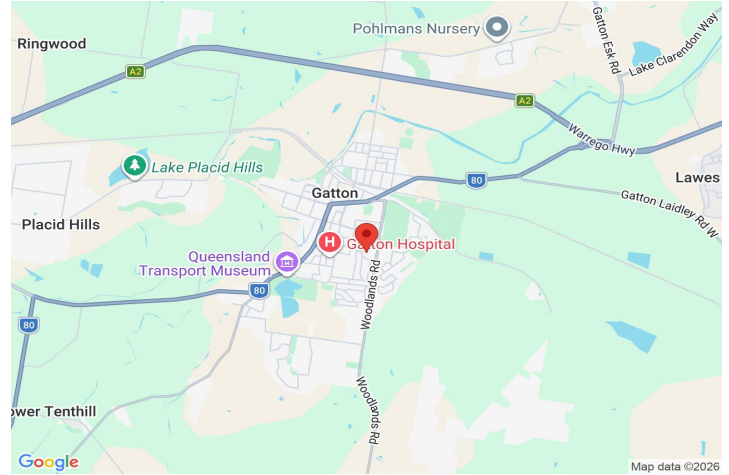 Ringwood
Pohlmans Nursery
Gatton Esk Rd
Lake Clarendon Way
A2
A2
Warrego Hwy
Lake Placid Hills
80
Lawes
Gatton
Gatton Laidley Rd W
Placid Hills
H
Gatton Hospital
Queensland
Transport Museum
80
Woodlands Rd
80
Woodlands Rd
ower Tenthill
Google
Map data ©2026